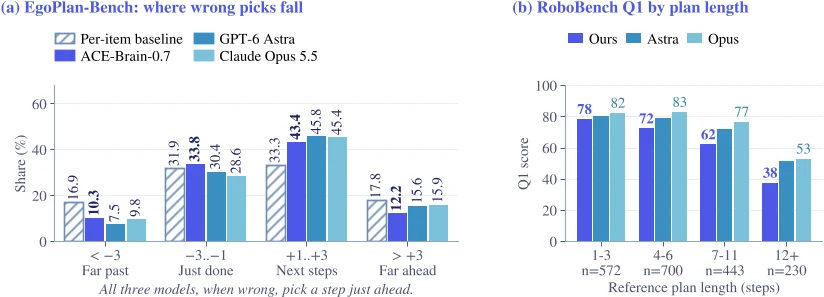 (a) EgoPlan-Bench: where wrong picks fall
Per-item baseline
GPT-6 Astra
ACE-Brain-0.7
Claude Opus 5.5
Share (%)
60
40
20
0
16.9
10.3
7.5
9.8
31.9
33.8
30.4
28.6
33.3
43.4
45.8
45.4
17.8
12.2
15.6
15.9
< −3
−3..−1
+1..+3
> +3
Far past
Just done
Next steps
Far ahead
All three models, when wrong, pick a step just ahead.
(b) RoboBench Q1 by plan length
Ours
Astra
Opus
Q1 score
100
80
60
40
20
0
78
82
72
83
62
77
38
53
1-3
4-6
7-11
12+
n=572
n=700
n=443
n=230
Reference plan length (steps)